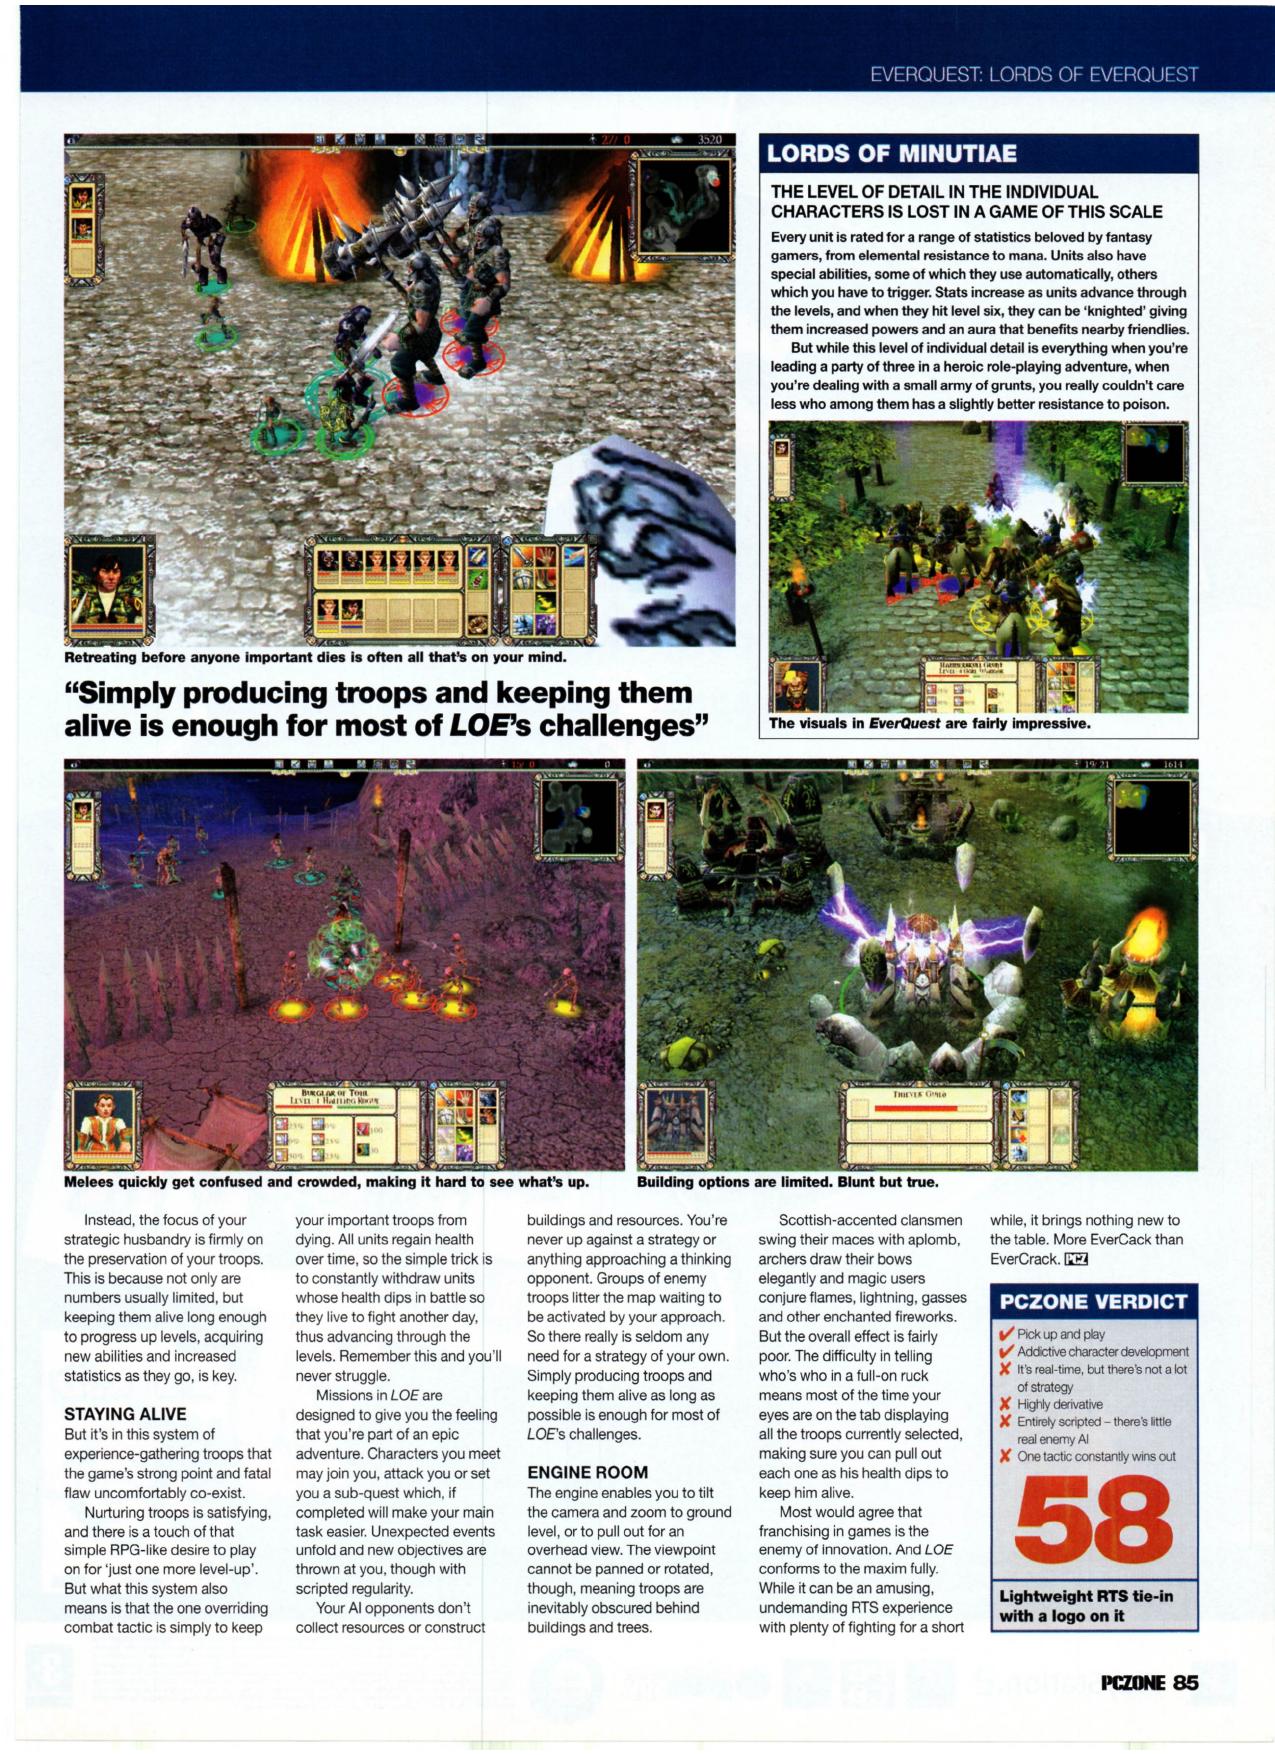 EVERQUEST: LORDS OF EVERQUEST
27/ 0
3520
Retreating before anyone important dies is often all that's on your mind.
"Simply producing troops and keeping them
alive is enough for most of LOE's challenges"
LORDS OF MINUTIAE
THE LEVEL OF DETAIL IN THE INDIVIDUAL
CHARACTERS IS LOST IN A GAME OF THIS SCALE
Every unit is rated for a range of statistics beloved by fantasy
gamers, from elemental resistance to mana. Units also have
special abilities, some of which they use automatically, others
which you have to trigger. Stats increase as units advance through
the levels, and when they hit level six, they can be 'knighted' giving
them increased powers and an aura that benefits nearby friendlies.
But while this level of individual detail is everything when you're
leading a party of three in a heroic role-playing adventure, when
you're dealing with a small army of grunts, you really couldn't care
less who among them has a slightly better resistance to poison.
The visuals in EverQuest are fairly impressive.
15/ 0
0
BURGLAR OF TOHL
LEVEL 1 HALFLING ROGUE
Melees quickly get confused and crowded, making it hard to see what's up.
19/ 21
1614
THIEVES GUILD
Building options are limited. Blunt but true.
Instead, the focus of your
strategic husbandry is firmly on
the preservation of your troops.
This is because not only are
numbers usually limited, but
keeping them alive long enough
to progress up levels, acquiring
new abilities and increased
statistics as they go, is key.
STAYING ALIVE
But it's in this system of
experience-gathering troops that
the game's strong point and fatal
flaw uncomfortably co-exist.
Nurturing troops is satisfying,
and there is a touch of that
simple RPG-like desire to play
on for 'just one more level-up'.
But what this system also
means is that the one overriding
combat tactic is simply to keep
your important troops from
dying. All units regain health
over time, so the simple trick is
to constantly withdraw units
whose health dips in battle so
they live to fight another day,
thus advancing through the
levels. Remember this and you'll
never struggle.
Missions in LOE are
designed to give you the feeling
that you're part of an epic
adventure. Characters you meet
may join you, attack you or set
you a sub-quest which, if
completed will make your main
task easier. Unexpected events
unfold and new objectives are
thrown at you, though with
scripted regularity.
Your AI opponents don't
collect resources or construct
buildings and resources. You're
never up against a strategy or
anything approaching a thinking
opponent. Groups of enemy
troops litter the map waiting to
be activated by your approach.
So there really is seldom any
need for a strategy of your own.
Simply producing troops and
keeping them alive as long as
possible is enough for most of
LOE's challenges.
ENGINE ROOM
The engine enables you to tilt
the camera and zoom to ground
level, or to pull out for an
overhead view. The viewpoint
cannot be panned or rotated,
though, meaning troops are
inevitably obscured behind
buildings and trees.
Scottish-accented clansmen
swing their maces with aplomb,
archers draw their bows
elegantly and magic users
conjure flames, lightning, gasses
and other enchanted fireworks.
But the overall effect is fairly
poor. The difficulty in telling
who's who in a full-on ruck
means most of the time your
eyes are on the tab displaying
all the troops currently selected,
making sure you can pull out
each one as his health dips to
keep him alive.
Most would agree that
franchising in games is the
enemy of innovation. And LOE
conforms to the maxim fully.
While it can be an amusing,
undemanding RTS experience
with plenty of fighting for a short
while, it brings nothing new to
the table. More EverCack than
EverCrack. PCZ
PCZONE VERDICT
Pick up and play
Addictive character development
It's real-time, but there's not a lot
of strategy
Highly derivative
Entirely scripted – there's little
real enemy AI
One tactic constantly wins out
58
Lightweight RTS tie-in
with a logo on it
PCZONE 85